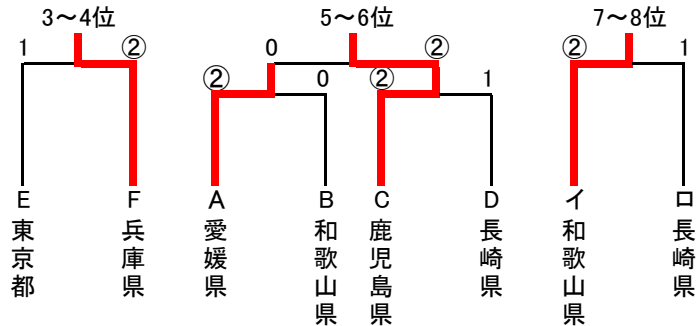 3～4位
1
②
E
F
東京都
兵庫県
5～6位
0
②
②
0
②
1
A
B
C
D
愛媛県
和歌山県
鹿児島県
長崎県
7～8位
②
1
イ
ロ
和歌山県
長崎県